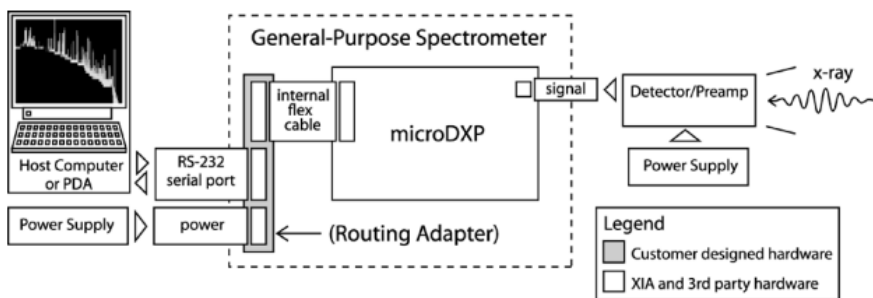 General-Purpose Spectrometer
internal
flex
cable
microDXP
signal
Detector/Preamp
x-ray
Host Computer
or PDA
RS-232
serial port
Power Supply
Power Supply
power
(Routing Adapter)
Legend
Customer designed hardware
XIA and 3rd party hardware